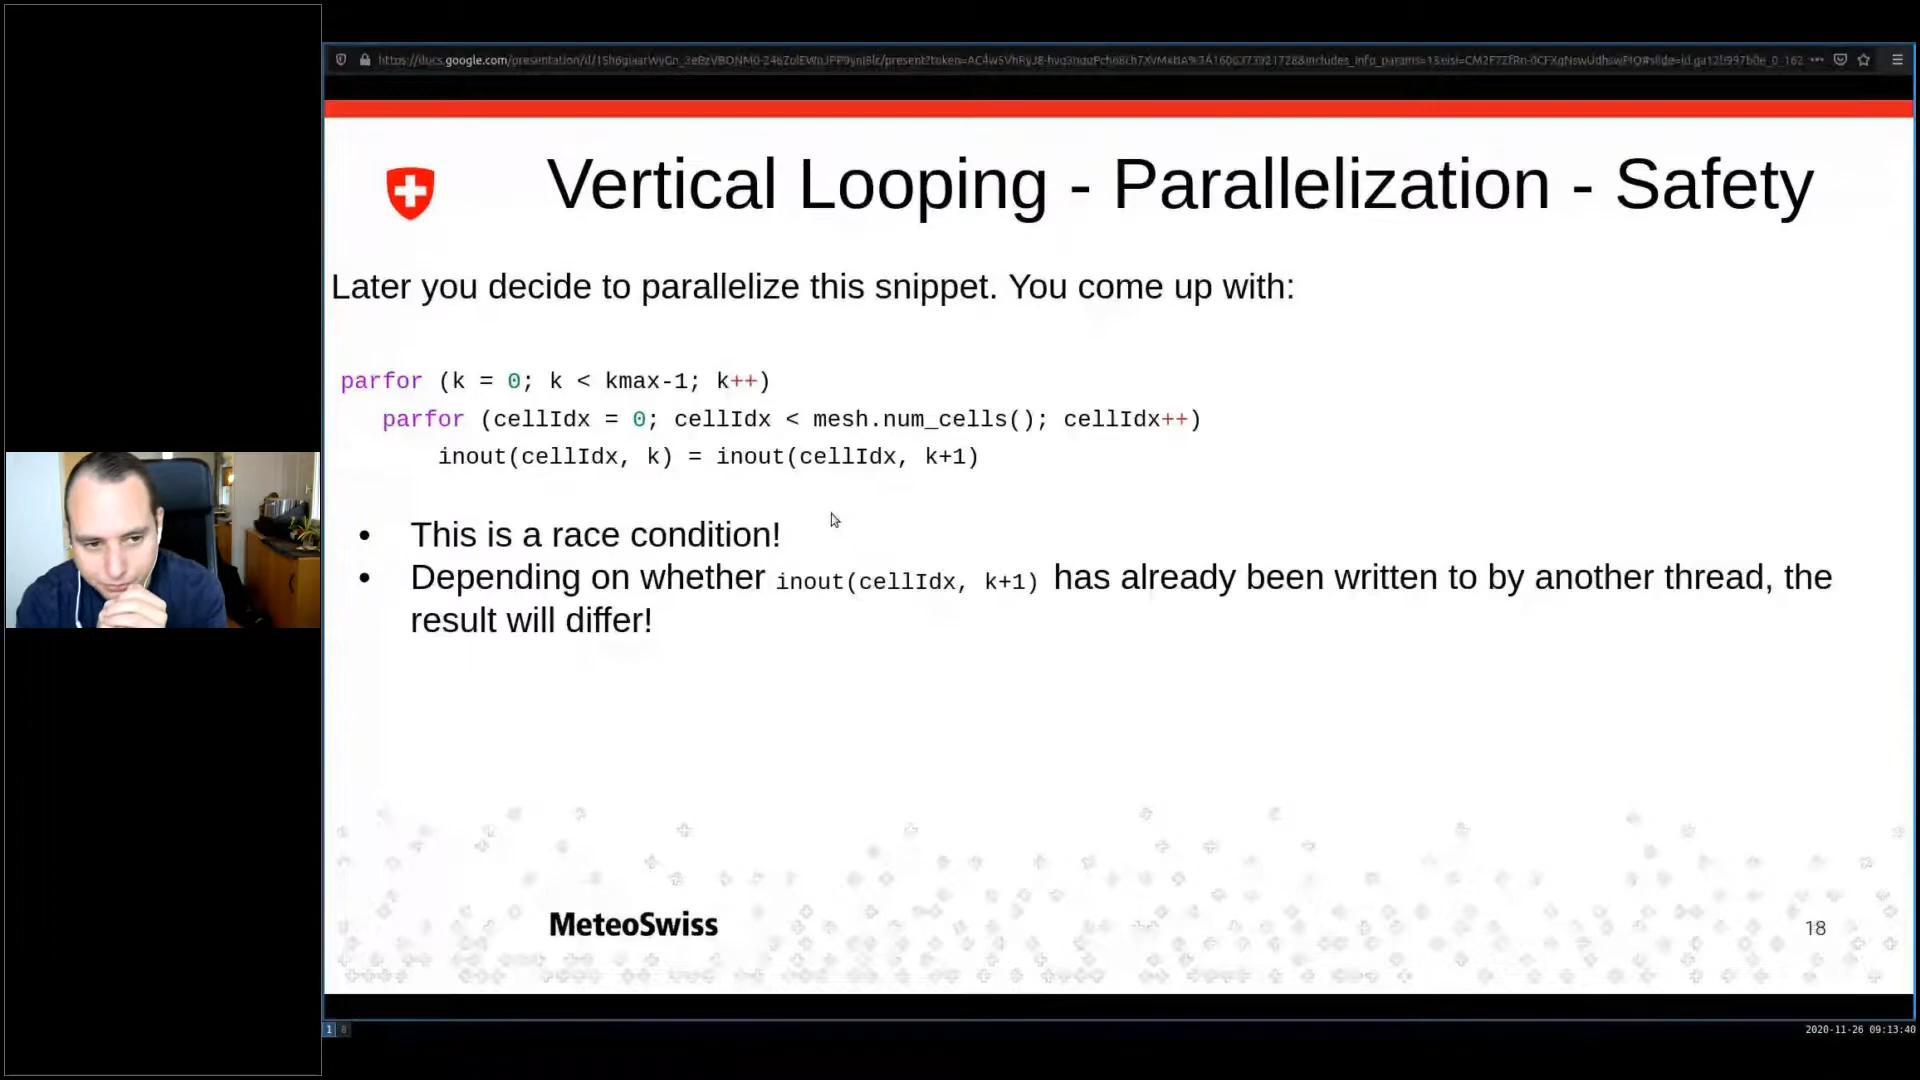 Vertical Looping - Parallelization - Safety
Later you decide to parallelize this snippet. You come up with:
parfor (k = 0; k < kmax-1; k++)
parfor (cellIdx = 0; cellIdx < mesh.num_cells(); cellIdx++)
inout(cellIdx, k) = inout(cellIdx, k+1)
• This is a race condition!
• Depending on whether inout(cellIdx, k+1) has already been written to by another thread, the
result will differ!
MeteoSwiss
18
1 8
2020-11-26 09:13:40